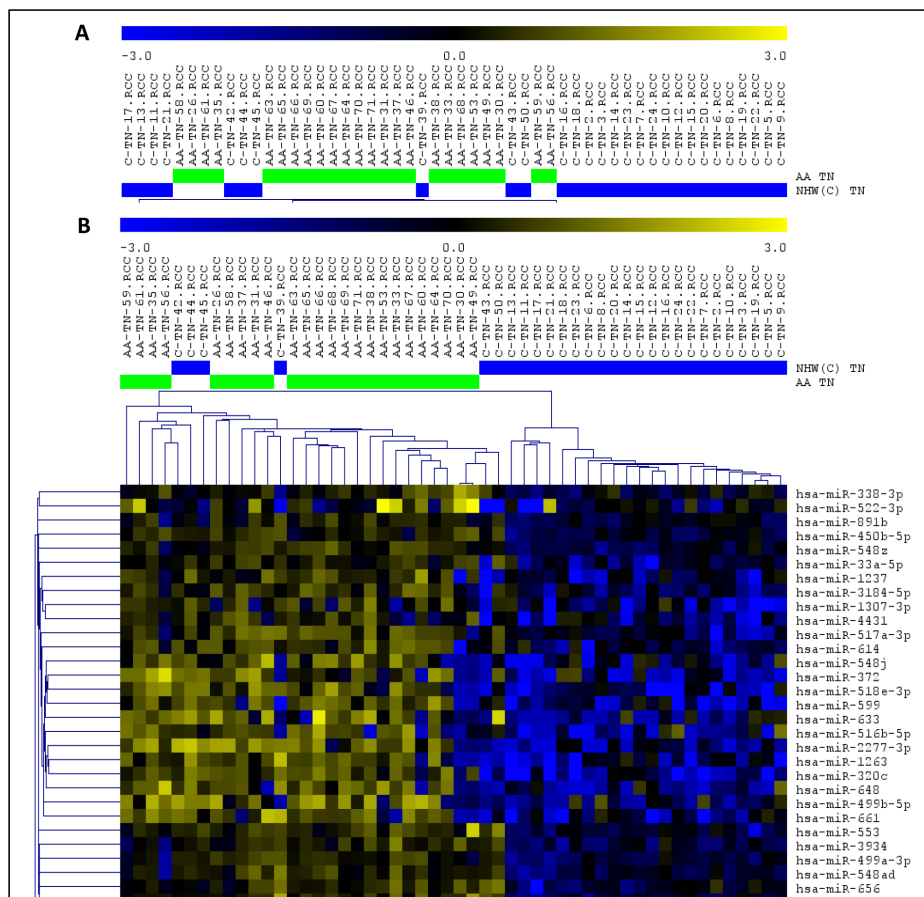 A
-3.0 0.0 3.0
C-TN-17.RCC
C-TN-13.RCC
C-TN-11.RCC
C-TN-21.RCC
AA-TN-58.RCC
AA-TN-26.RCC
AA-TN-61.RCC
AA-TN-35.RCC
C-TN-42.RCC
C-TN-44.RCC
C-TN-45.RCC
AA-TN-63.RCC
AA-TN-65.RCC
AA-TN-66.RCC
AA-TN-69.RCC
AA-TN-60.RCC
AA-TN-67.RCC
AA-TN-64.RCC
AA-TN-70.RCC
AA-TN-71.RCC
AA-TN-31.RCC
AA-TN-37.RCC
AA-TN-46.RCC
C-TN-39.RCC
AA-TN-38.RCC
AA-TN-33.RCC
AA-TN-68.RCC
AA-TN-53.RCC
AA-TN-49.RCC
AA-TN-30.RCC
C-TN-43.RCC
C-TN-50.RCC
AA-TN-59.RCC
AA-TN-56.RCC
C-TN-16.RCC
C-TN-18.RCC
C-TN-2.RCC
C-TN-3.RCC
C-TN-14.RCC
C-TN-23.RCC
C-TN-7.RCC
C-TN-24.RCC
C-TN-10.RCC
C-TN-12.RCC
C-TN-15.RCC
C-TN-20.RCC
C-TN-6.RCC
C-TN-8.RCC
C-TN-19.RCC
C-TN-22.RCC
C-TN-5.RCC
C-TN-9.RCC
AA TN
NHW(C) TN
B
-3.0 0.0 3.0
AA-TN-59.RCC
AA-TN-61.RCC
AA-TN-35.RCC
AA-TN-56.RCC
C-TN-42.RCC
C-TN-44.RCC
C-TN-45.RCC
AA-TN-26.RCC
AA-TN-58.RCC
AA-TN-37.RCC
AA-TN-31.RCC
AA-TN-46.RCC
C-TN-39.RCC
AA-TN-63.RCC
AA-TN-65.RCC
AA-TN-66.RCC
AA-TN-68.RCC
AA-TN-69.RCC
AA-TN-71.RCC
AA-TN-38.RCC
AA-TN-53.RCC
AA-TN-33.RCC
AA-TN-67.RCC
AA-TN-60.RCC
AA-TN-64.RCC
AA-TN-70.RCC
AA-TN-30.RCC
AA-TN-49.RCC
C-TN-43.RCC
C-TN-50.RCC
C-TN-13.RCC
C-TN-11.RCC
C-TN-17.RCC
C-TN-21.RCC
C-TN-18.RCC
C-TN-23.RCC
C-TN-6.RCC
C-TN-8.RCC
C-TN-20.RCC
C-TN-14.RCC
C-TN-15.RCC
C-TN-12.RCC
C-TN-16.RCC
C-TN-24.RCC
C-TN-22.RCC
C-TN-7.RCC
C-TN-2.RCC
C-TN-10.RCC
C-TN-3.RCC
C-TN-19.RCC
C-TN-5.RCC
C-TN-9.RCC
NHW(C) TN
AA TN
hsa-miR-338-3p
hsa-miR-522-3p
hsa-miR-891b
hsa-miR-450b-5p
hsa-miR-548z
hsa-miR-33a-5p
hsa-miR-1237
hsa-miR-3184-5p
hsa-miR-1307-3p
hsa-miR-4431
hsa-miR-517a-3p
hsa-miR-614
hsa-miR-548j
hsa-miR-372
hsa-miR-518e-3p
hsa-miR-599
hsa-miR-633
hsa-miR-516b-5p
hsa-miR-2277-3p
hsa-miR-1263
hsa-miR-320c
hsa-miR-648
hsa-miR-499b-5p
hsa-miR-661
hsa-miR-553
hsa-miR-3934
hsa-miR-499a-3p
hsa-miR-548ad
hsa-miR-656